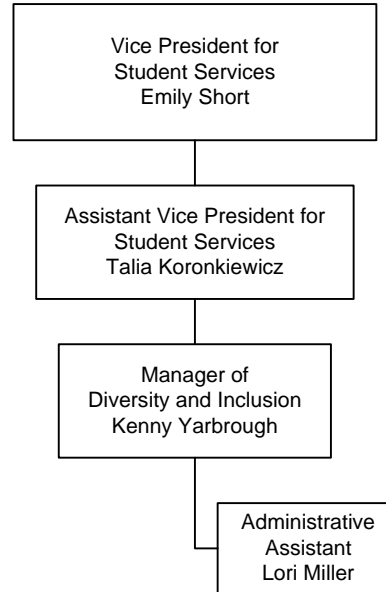 Vice President for
Student Services
Emily Short
Assistant Vice President for
Student Services
Talia Koronkiewicz
Manager of
Diversity and Inclusion
Kenny Yarbrough
Administrative
Assistant
Lori Miller